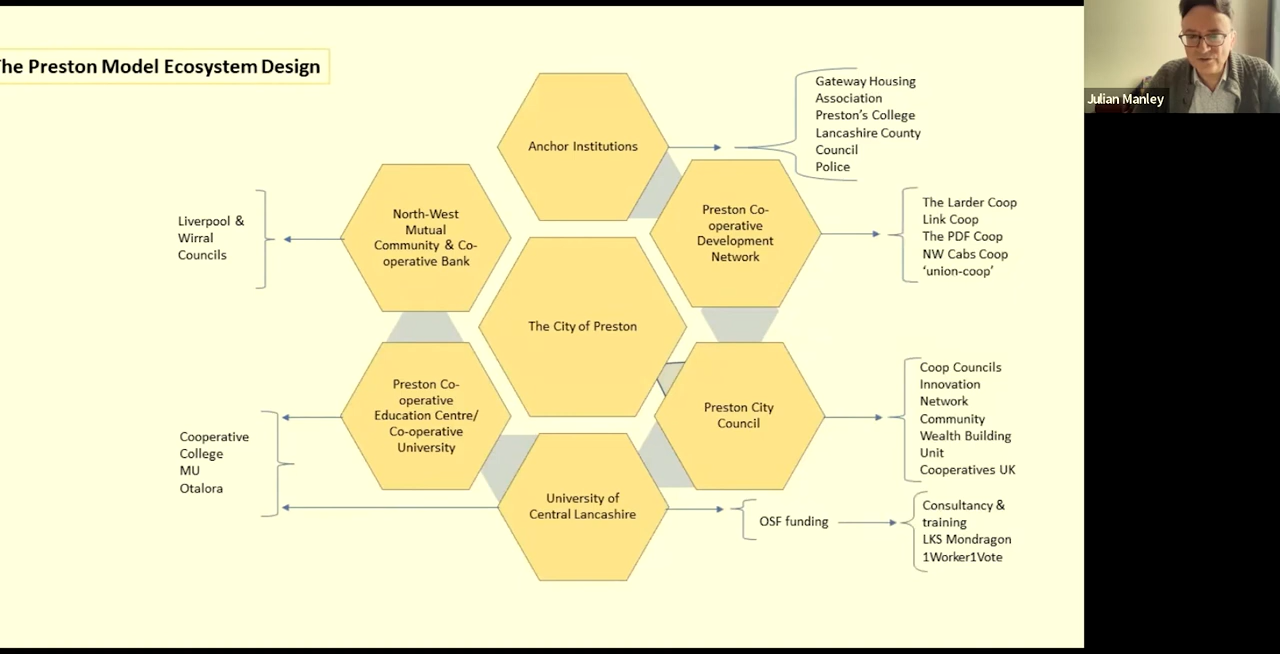 he Preston Model Ecosystem Design
Julian Manley
Anchor Institutions
Gateway Housing
Association
Preston's College
Lancashire County
Council
Police
North-West
Mutual
Community & Co-
operative Bank
Liverpool &
Wirral
Councils
Preston Co-
operative
Development
Network
The Larder Coop
Link Coop
The PDF Coop
NW Cabs Coop
‘union-coop’
The City of Preston
Preston Co-
operative
Education Centre/
Co-operative
University
Cooperative
College
MU
Otalora
Preston City
Council
Coop Councils
Innovation
Network
Community
Wealth Building
Unit
Cooperatives UK
University of
Central Lancashire
OSF funding
Consultancy &
training
LKS Mondragon
1Worker1Vote